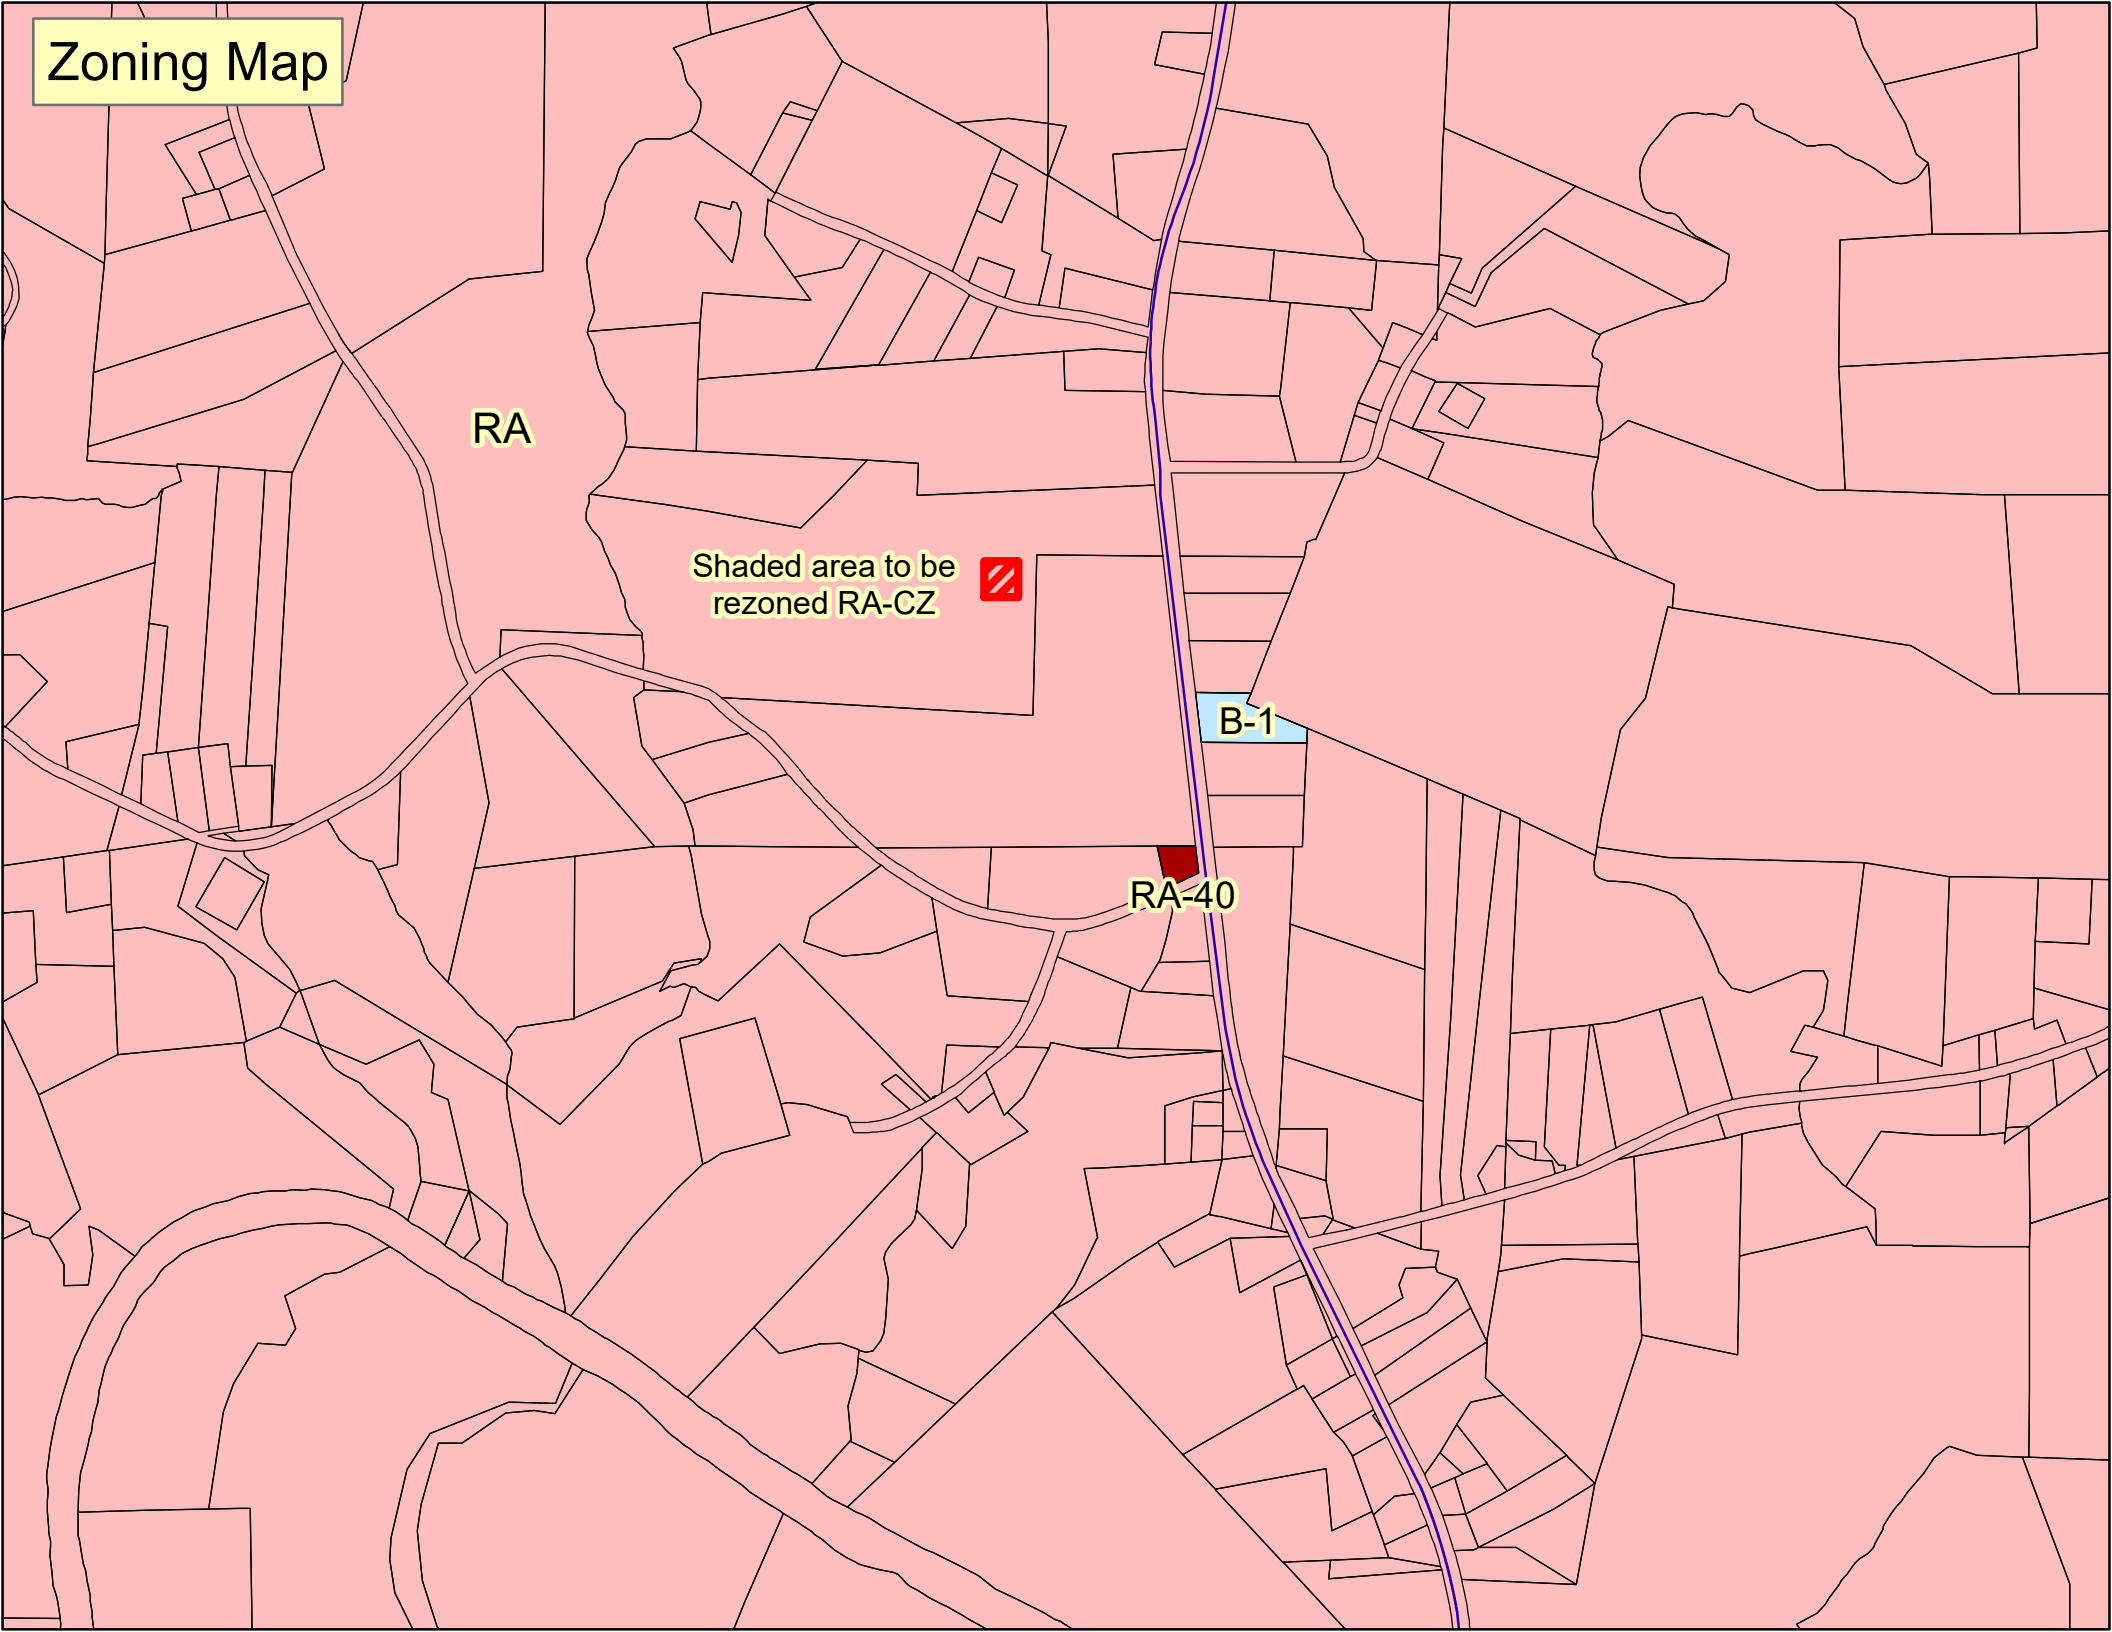 Zoning Map
RA
Shaded area to be
rezoned RA-CZ
B-1
RA-40